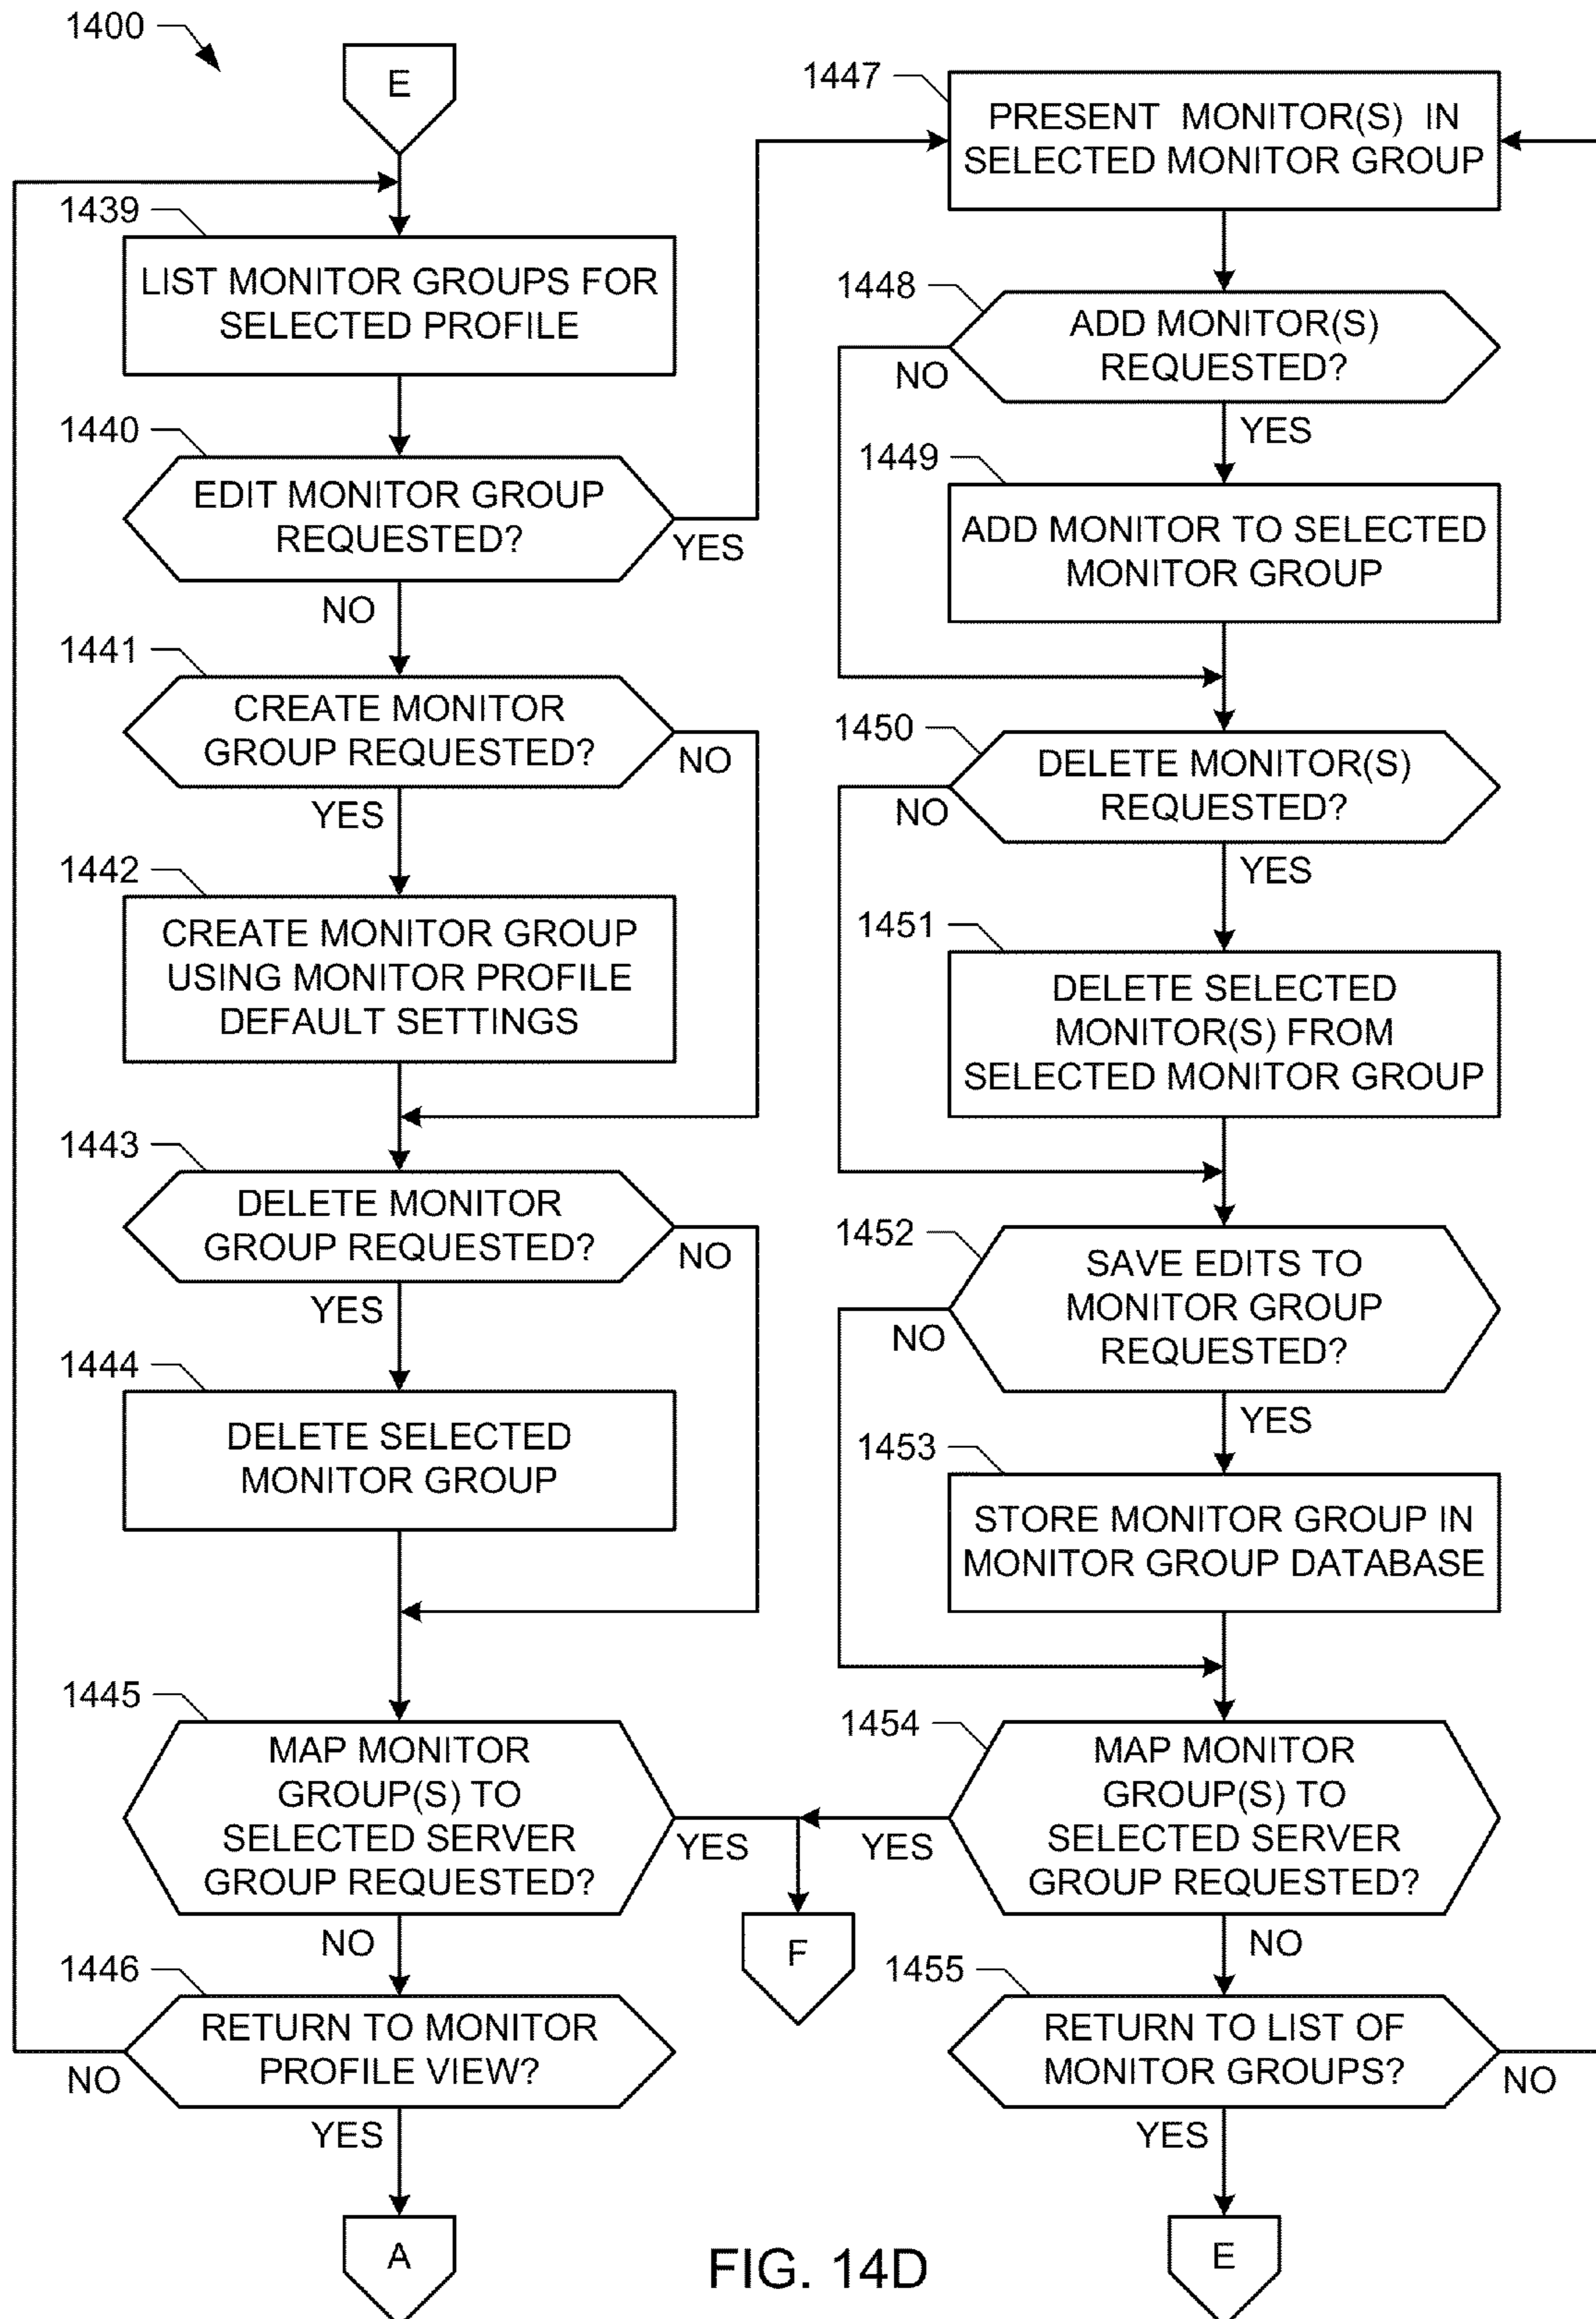 1400
E
1439
LIST MONITOR GROUPS FOR
SELECTED PROFILE
1440
EDIT MONITOR GROUP
REQUESTED?
YES
NO
1441
CREATE MONITOR
GROUP REQUESTED?
NO
YES
1442
CREATE MONITOR GROUP
USING MONITOR PROFILE
DEFAULT SETTINGS
1443
DELETE MONITOR
GROUP REQUESTED?
NO
YES
1444
DELETE SELECTED
MONITOR GROUP
1445
MAP MONITOR
GROUP(S) TO
SELECTED SERVER
GROUP REQUESTED?
YES
NO
1446
RETURN TO MONITOR
PROFILE VIEW?
NO
YES
A
1447
PRESENT MONITOR(S) IN
SELECTED MONITOR GROUP
1448
ADD MONITOR(S)
REQUESTED?
NO
YES
1449
ADD MONITOR TO SELECTED
MONITOR GROUP
1450
DELETE MONITOR(S)
REQUESTED?
NO
YES
1451
DELETE SELECTED
MONITOR(S) FROM
SELECTED MONITOR GROUP
1452
SAVE EDITS TO
MONITOR GROUP
REQUESTED?
NO
YES
1453
STORE MONITOR GROUP IN
MONITOR GROUP DATABASE
1454
MAP MONITOR
GROUP(S) TO
SELECTED SERVER
GROUP REQUESTED?
YES
F
NO
1455
RETURN TO LIST OF
MONITOR GROUPS?
NO
YES
E
FIG. 14D